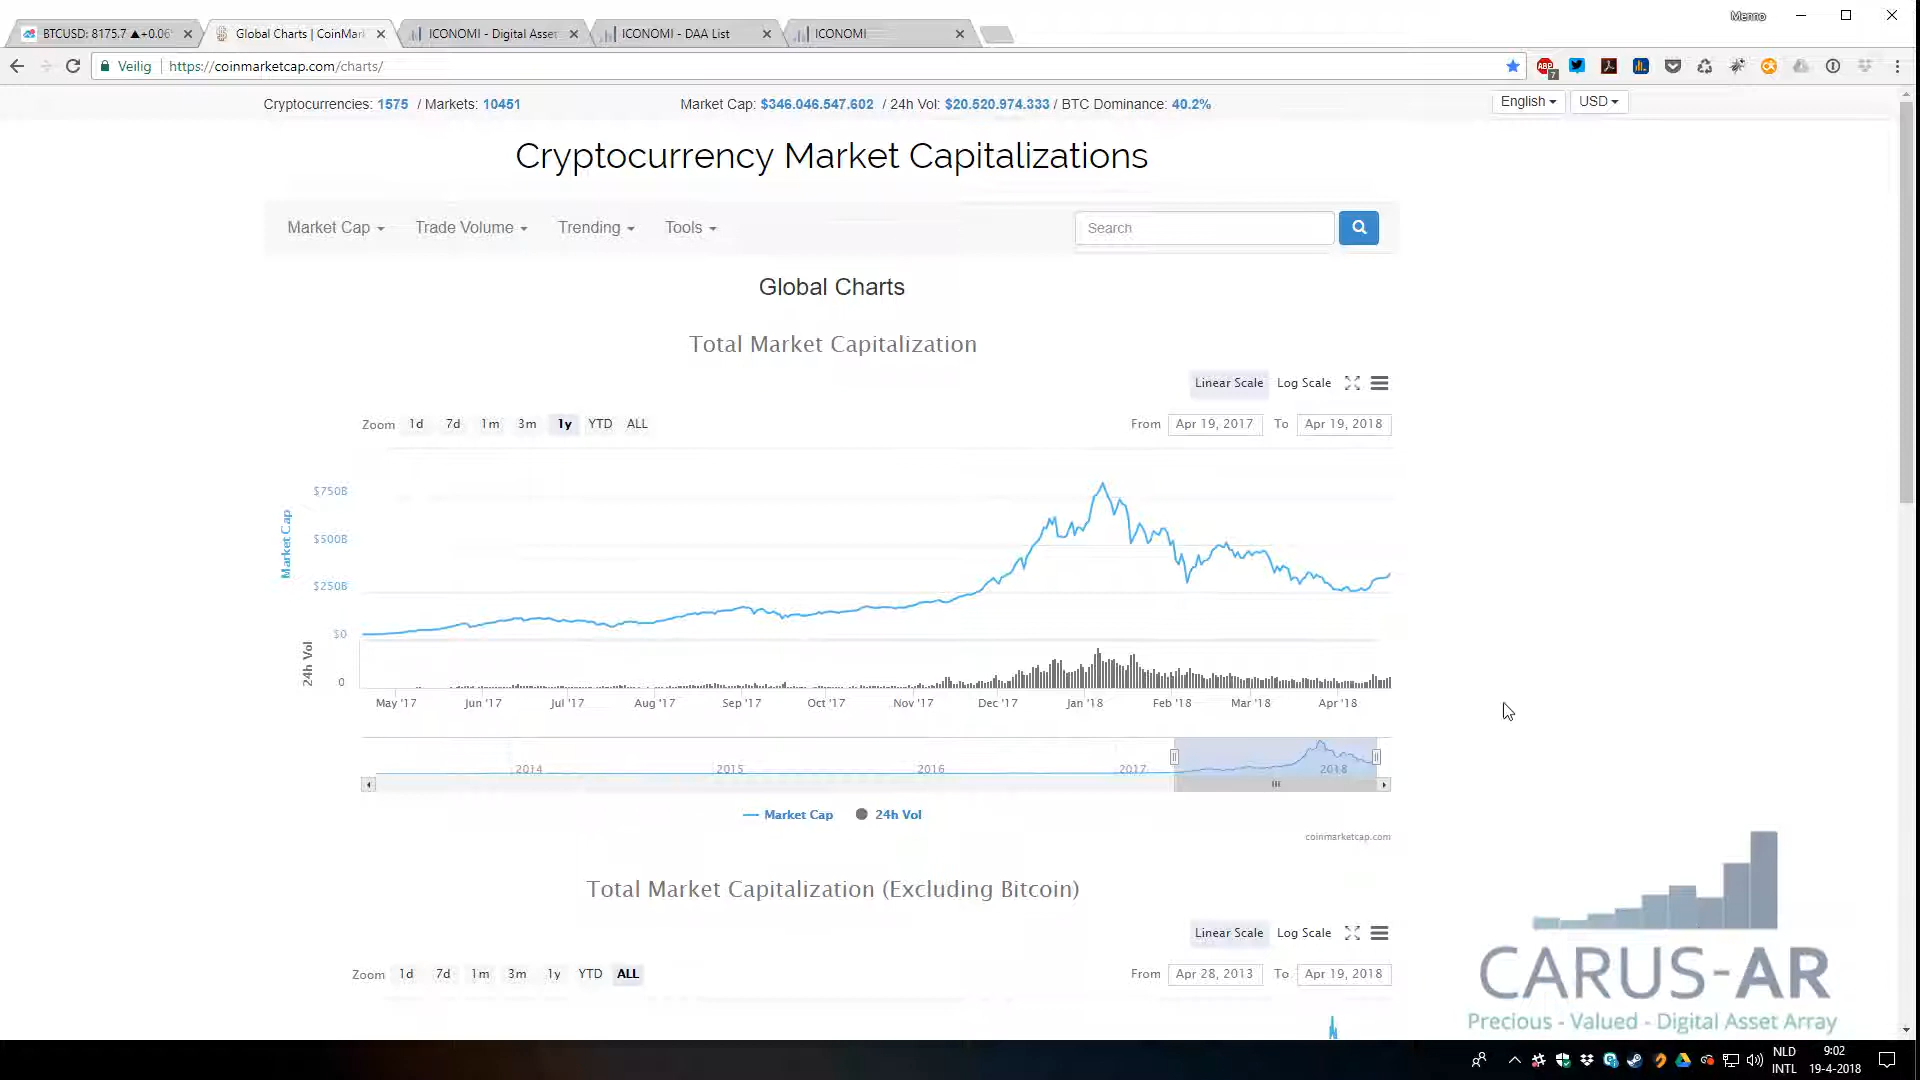 Menno
BTCUSD: 8175.7 ▲+0.06
Global Charts | CoinMar
ICONOMI - Digital Asset
ICONOMI - DAA List
ICONOMI
Veilig
https://coinmarketcap.com/charts/
ABP
7
Cryptocurrencies: 1575 / Markets: 10451
Market Cap: $346.046.547.602 / 24h Vol: $20.520.974.333 / BTC Dominance: 40.2%
English
USD
Cryptocurrency Market Capitalizations
Market Cap
Trade Volume
Trending
Tools
Search
Global Charts
Total Market Capitalization
Linear Scale
Log Scale
Zoom 1d 7d 1m 3m 1y YTD ALL
From Apr 19, 2017 To Apr 19, 2018
$750B
$500B
$250B
$0
Market Cap
24h Vol
0
May '17 Jun '17 Jul '17 Aug '17 Sep '17 Oct '17 Nov '17 Dec '17 Jan '18 Feb '18 Mar '18 Apr '18
2014 2015 2016 2017 2018
Market Cap
24h Vol
coinmarketcap.com
Total Market Capitalization (Excluding Bitcoin)
Linear Scale
Log Scale
Zoom 1d 7d 1m 3m 1y YTD ALL
From Apr 28, 2013 To Apr 19, 2018
CARUS-AR
Precious - Valued - Digital Asset Array
NLD
INTL
9:02
19-4-2018